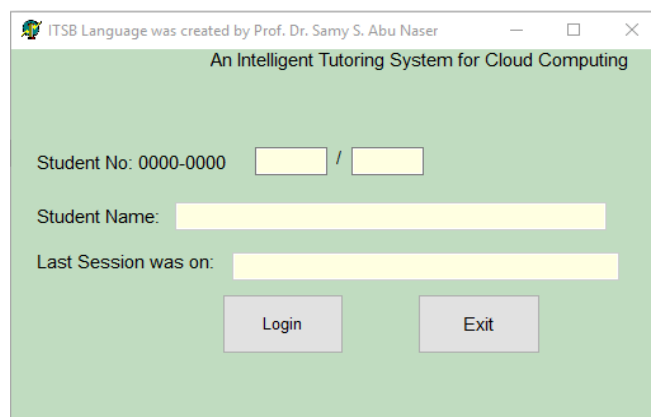 ITSB Language was created by Prof. Dr. Samy S. Abu Naser
An Intelligent Tutoring System for Cloud Computing
Student No: 0000-0000 /
Student Name:
Last Session was on:
Login Exit